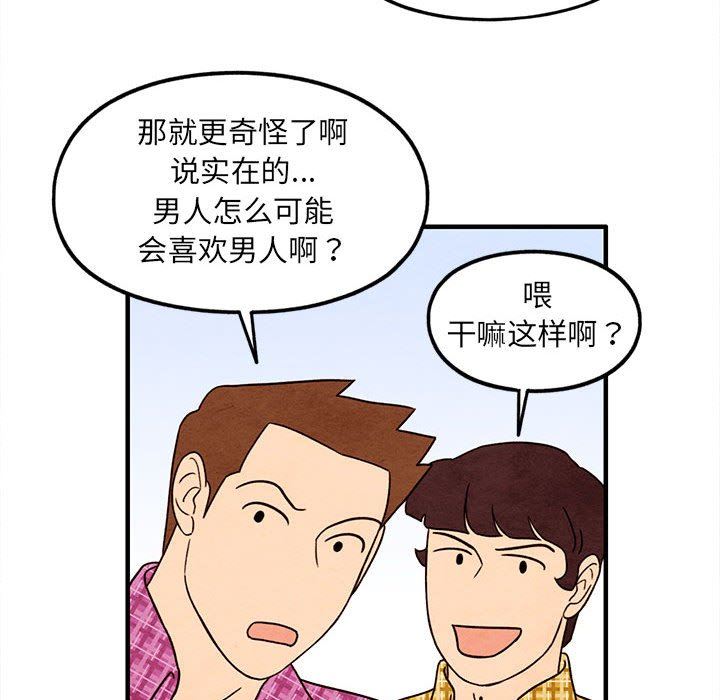 那就更奇怪了啊
说实在的...
男人怎么可能
会喜欢男人啊？
喂
干嘛这样啊？